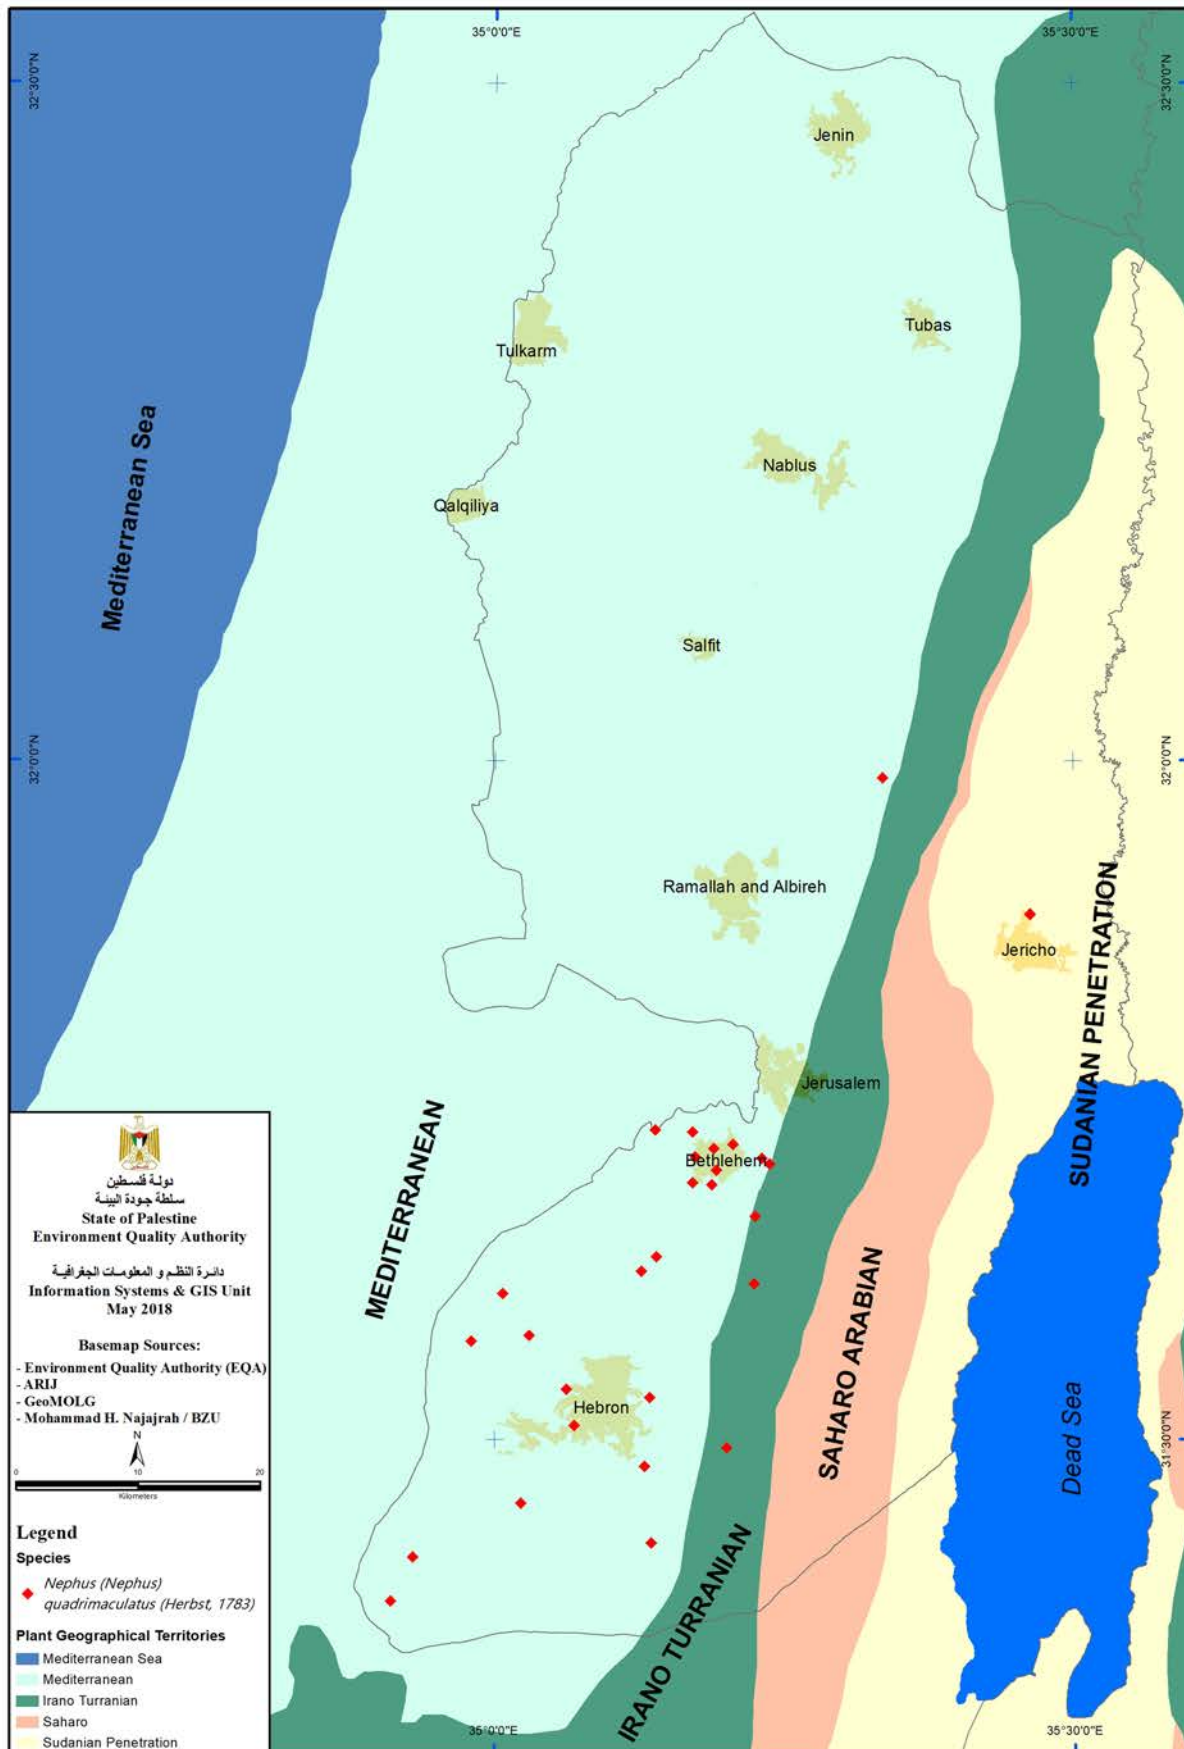 35°0'0"E
35°30'0"E
32°30'0"N
32°30'0"N
Jenin
Tubas
Tulkarm
Nablus
Qalqiliya
Mediterranean Sea
Salfit
32°0'0"N
32°0'0"N
Ramallah and Albireh
Jericho
SUDANIAN PENETRATION
Jerusalem
Bethlehem
MEDITERRANEAN
SAHARO ARABIAN
Hebron
Dead Sea
31°30'0"N
IRANO TURRANIAN
35°0'0"E
35°30'0"E
دولة فلسطين
سلطة جودة البيئة
State of Palestine
Environment Quality Authority
دائرة النظم و المعلومات الجغرافية
Information Systems & GIS Unit
May 2018
Basemap Sources:
- Environment Quality Authority (EQA)
- ARIJ
- GeoMOLG
- Mohammad H. Najajrah / BZU
N
0 10 20
Kilometers
Legend
Species
Nephus (Nephus)
quadrimaculatus (Herbst, 1783)
Plant Geographical Territories
Mediterranean Sea
Mediterranean
Irano Turranian
Saharo
Sudanian Penetration